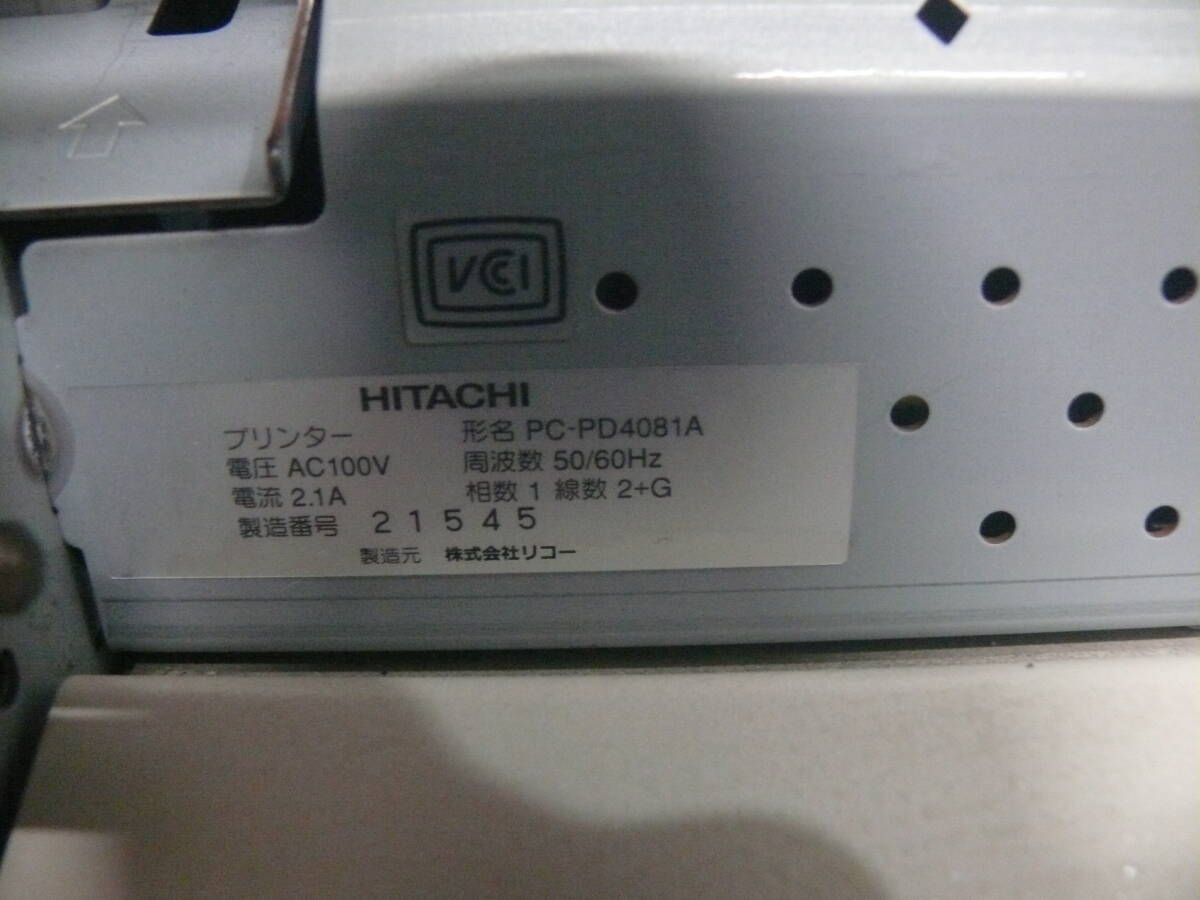 VCCI
HITACHI
プリンター 形名 PC-PD4081A
電圧 AC100V 周波数 50/60Hz
電流 2.1A 相数 1 線数 2+G
製造番号 21545
製造元 株式会社リコー